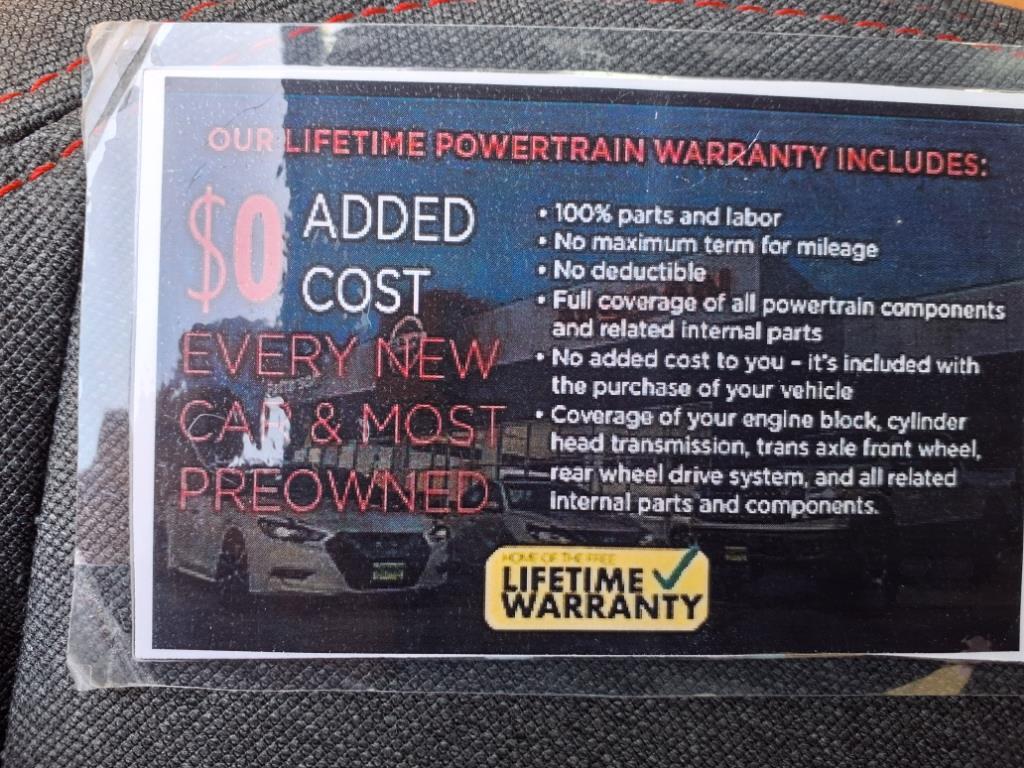 OUR LIFETIME POWERTRAIN WARRANTY INCLUDES:
$0 ADDED
COST
EVERY NEW
CAR & MOST
PREOWNED
• 100% parts and labor
• No maximum term for mileage
• No deductible
• Full coverage of all powertrain components
and related internal parts
• No added cost to you – it's included with
the purchase of your vehicle
• Coverage of your engine block, cylinder
head transmission, trans axle front wheel,
rear wheel drive system, and all related
internal parts and components.
HOME OF THE FREE
LIFETIME
WARRANTY